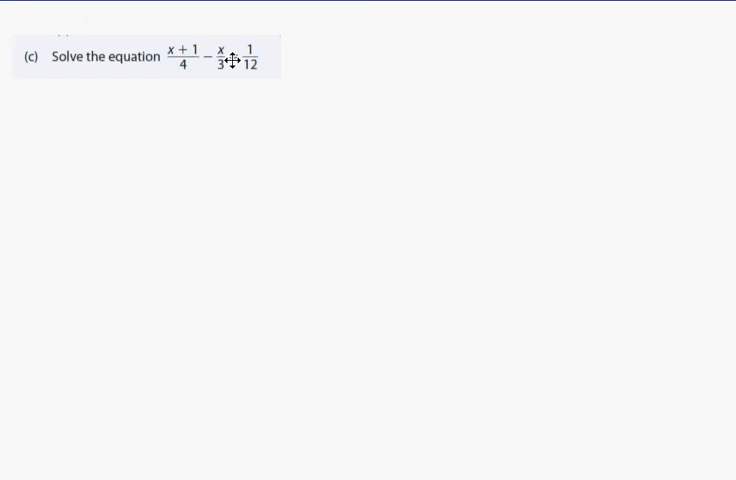 (c) Solve the equation (x + 1)/4 − x/3 1/12